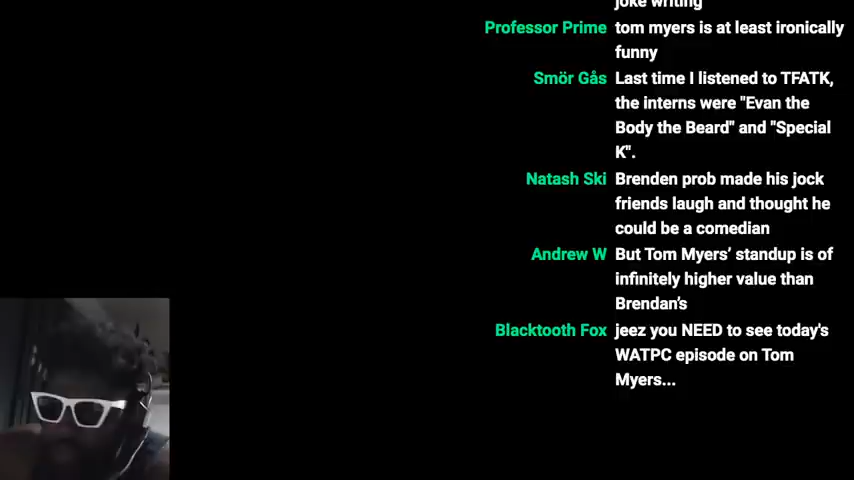 joke writing
Professor Prime tom myers is at least ironically
funny
Smör Gås Last time I listened to TFATK,
the interns were "Evan the
Body the Beard" and "Special
K".
Natash Ski Brenden prob made his jock
friends laugh and thought he
could be a comedian
Andrew W But Tom Myers’ standup is of
infinitely higher value than
Brendan’s
Blacktooth Fox jeez you NEED to see today's
WATPC episode on Tom
Myers...